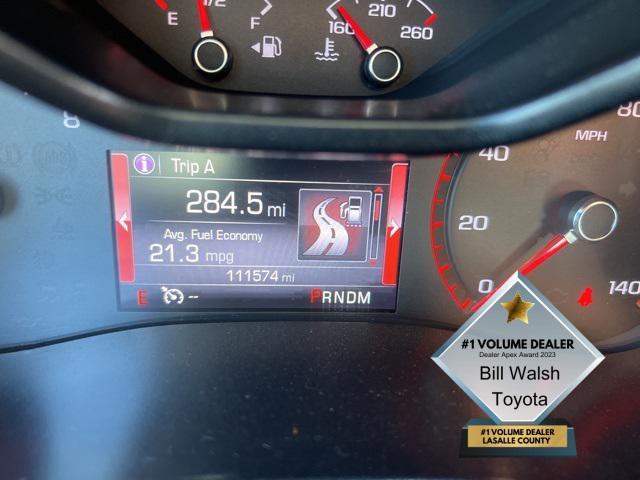 E 1/2 F
160 210 260
8
80
MPH
Trip A
284.5 mi
Avg. Fuel Economy
21.3 mpg
111574 mi
E -- PRNDM
40
20
0
140
#1 VOLUME DEALER
Dealer Apex Award 2023
Bill Walsh
Toyota
#1 VOLUME DEALER
LASALLE COUNTY